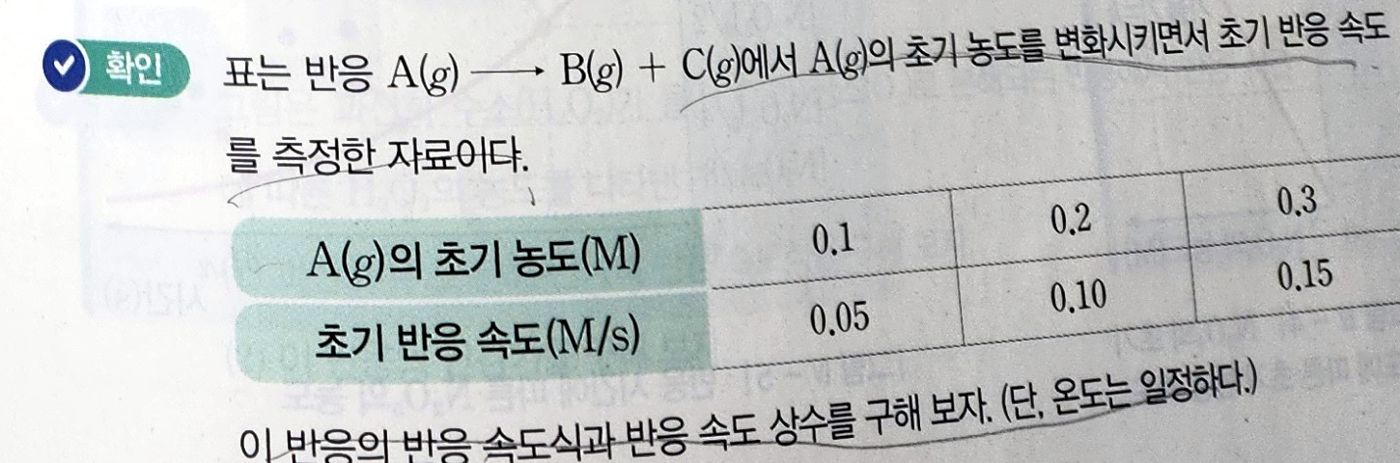 확인
표는 반응 A(g) ⟶ B(g) + C(g)에서 A(g)의 초기 농도를 변화시키면서 초기 반응 속도
를 측정한 자료이다.
A(g)의 초기 농도(M) 0.1 0.2 0.3
초기 반응 속도(M/s) 0.05 0.10 0.15
이 반응의 반응 속도식과 반응 속도 상수를 구해 보자. (단, 온도는 일정하다.)